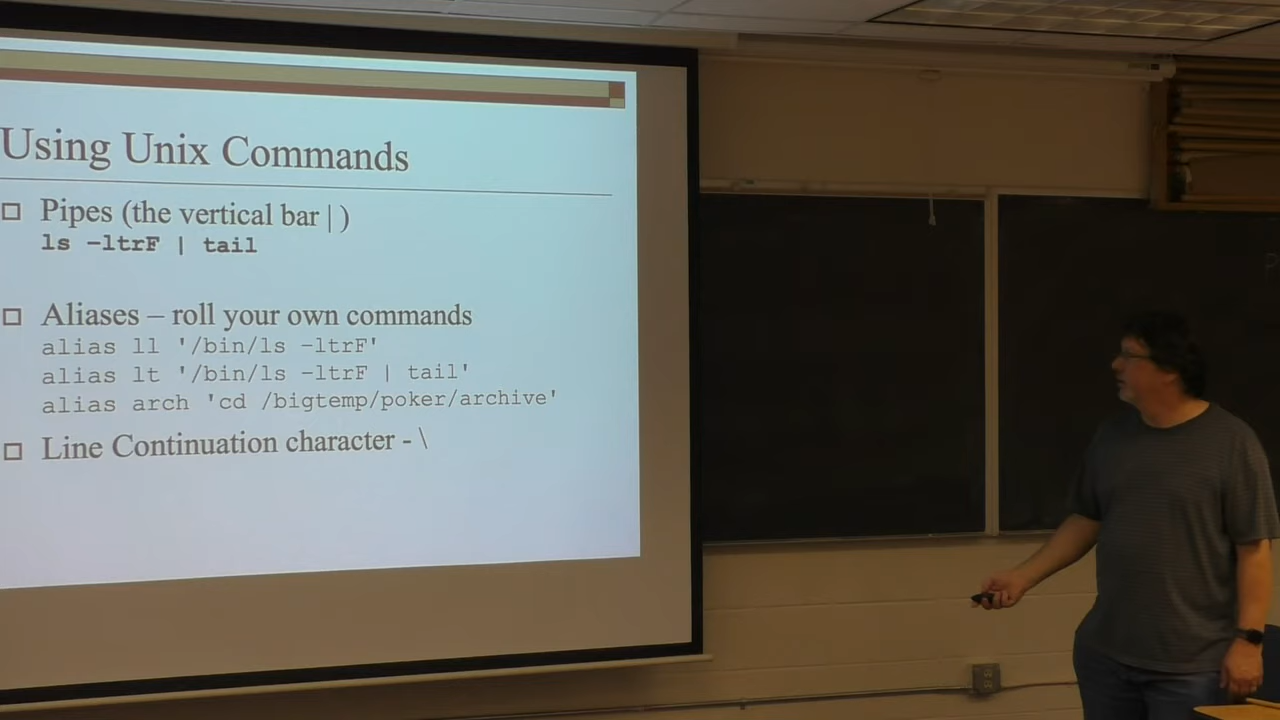 Using Unix Commands
Pipes (the vertical bar | )
ls –ltrF | tail
Aliases – roll your own commands
alias ll '/bin/ls –ltrF'
alias lt '/bin/ls –ltrF | tail'
alias arch 'cd /bigtemp/poker/archive'
Line Continuation character - \